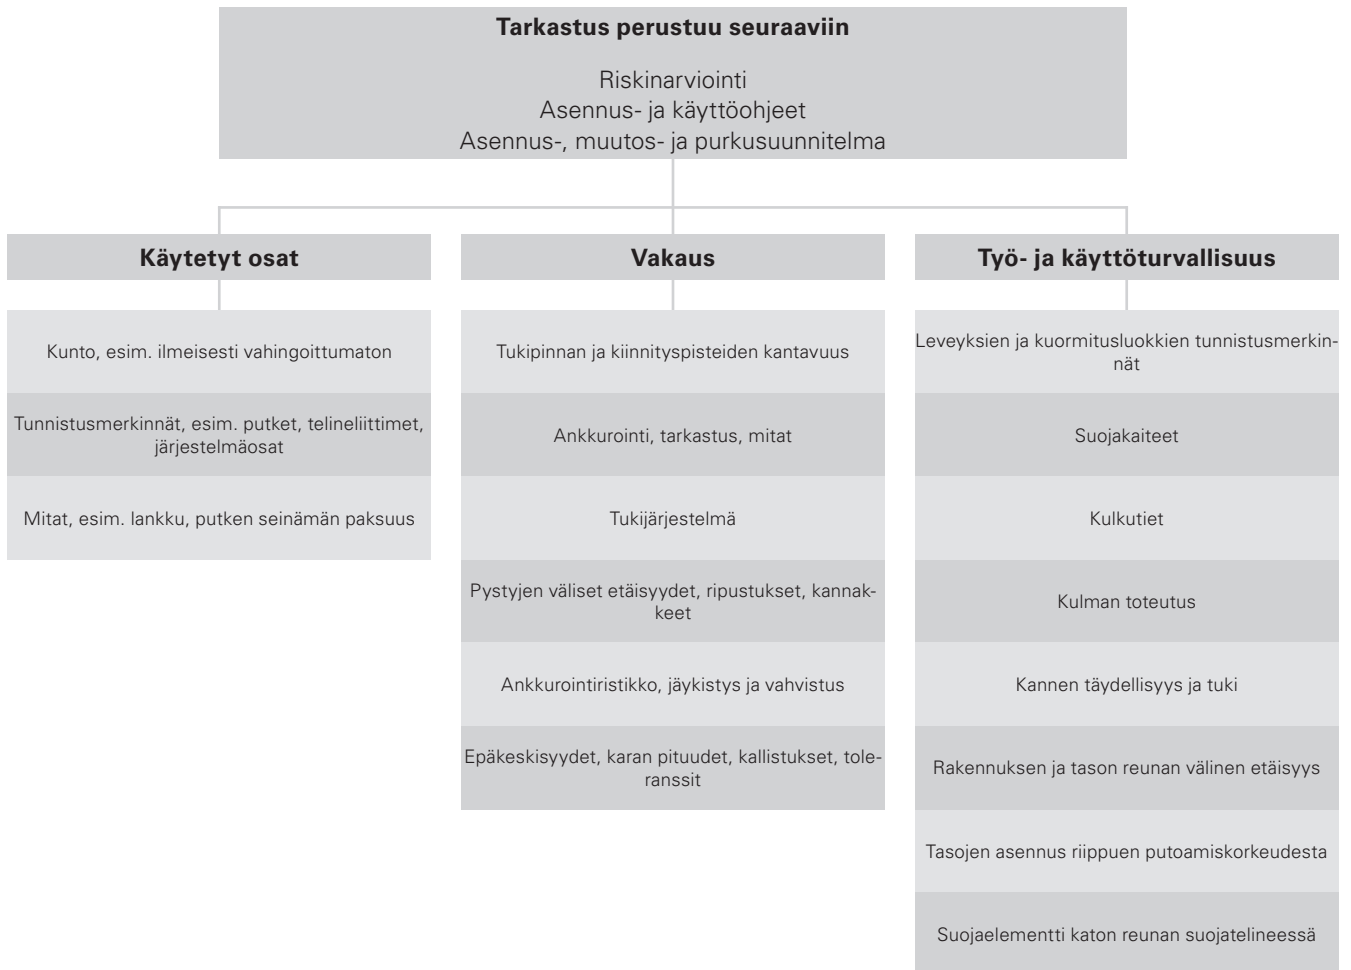 Tarkastus perustuu seuraaviin
Riskinarviointi
Asennus- ja käyttöohjeet
Asennus-, muutos- ja purkusuunnitelma
Käytetyt osat
Kunto, esim. ilmeisesti vahingoittumaton
Tunnistusmerkinnät, esim. putket, telineliittimet,
järjestelmäosat
Mitat, esim. lankku, putken seinämän paksuus
Vakaus
Tukipinnan ja kiinnityspisteiden kantavuus
Ankkurointi, tarkastus, mitat
Tukijärjestelmä
Pystyjen väliset etäisyydet, ripustukset, kannak-
keet
Ankkurointiristikko, jäykistys ja vahvistus
Epäkeskisyydet, karan pituudet, kallistukset, tole-
ranssit
Työ- ja käyttöturvallisuus
Leveyksien ja kuormitusluokkien tunnistusmerkin-
nät
Suojakaiteet
Kulkutiet
Kulman toteutus
Kannen täydellisyys ja tuki
Rakennuksen ja tason reunan välinen etäisyys
Tasojen asennus riippuen putoamiskorkeudesta
Suojaelementti katon reunan suojatelineessä